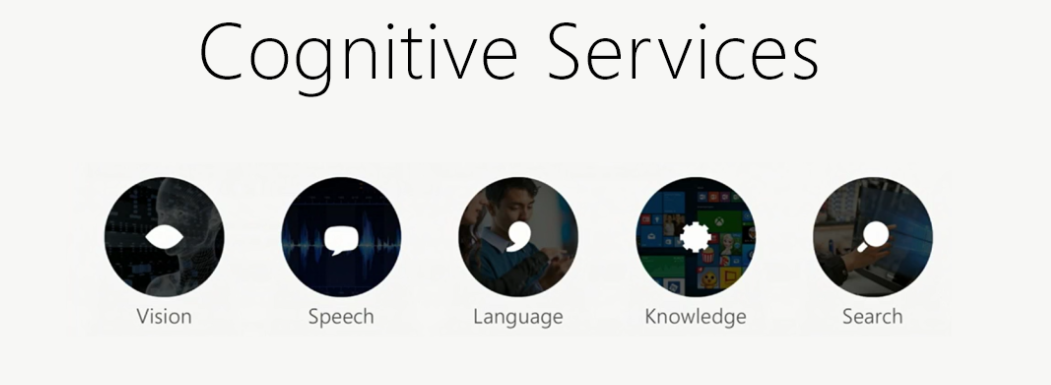 Cognitive Services
Vision
Speech
Language
Knowledge
Search